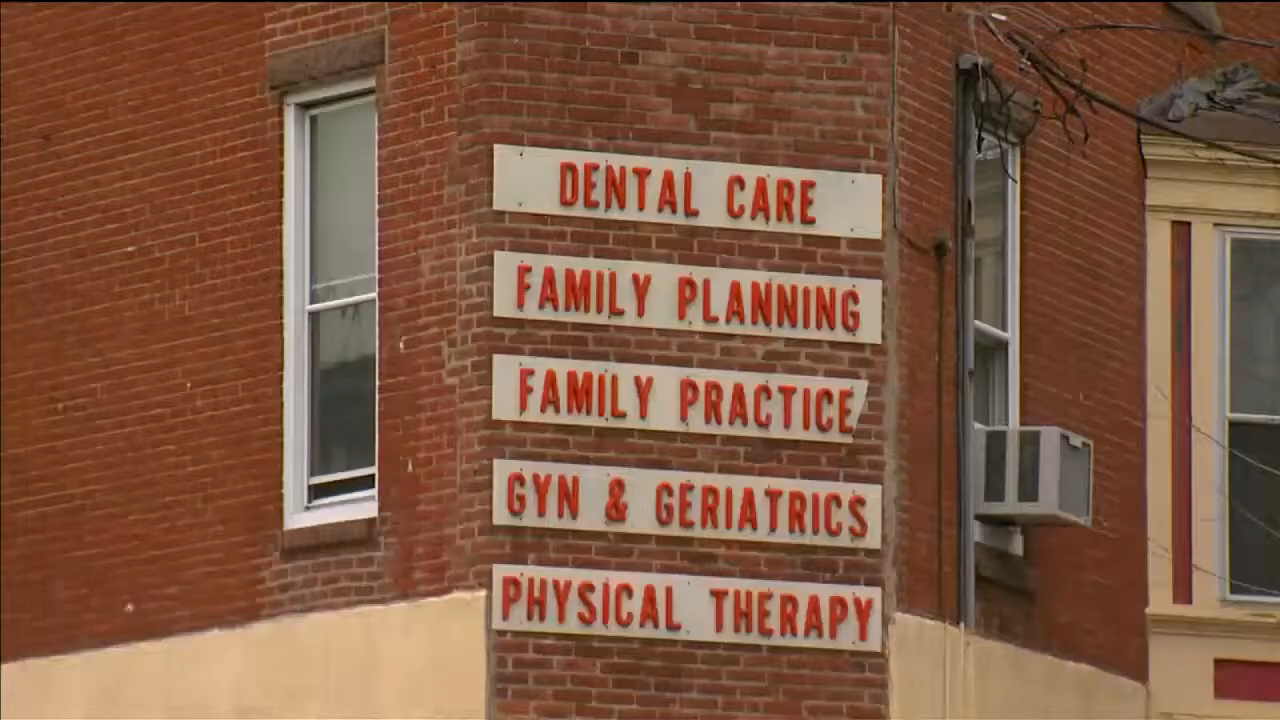 DENTAL CARE
FAMILY PLANNING
FAMILY PRACTICE
GYN & GERIATRICS
PHYSICAL THERAPY